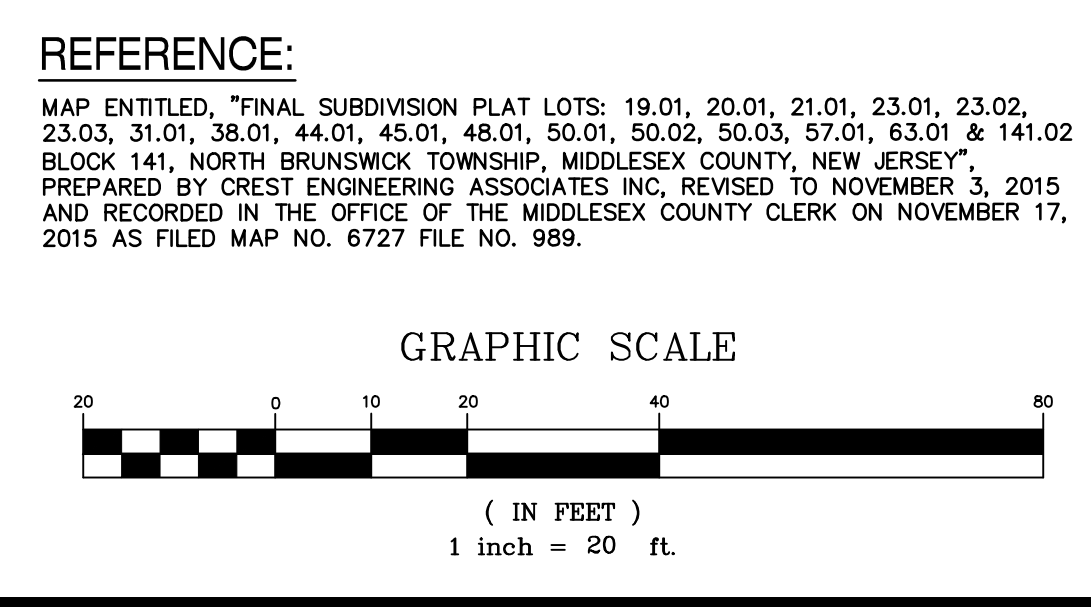 REFERENCE:
MAP ENTITLED, "FINAL SUBDIVISION PLAT LOTS: 19.01, 20.01, 21.01, 23.01, 23.02,
23.03, 31.01, 38.01, 44.01, 45.01, 48.01, 50.01, 50.02, 50.03, 57.01, 63.01 & 141.02
BLOCK 141, NORTH BRUNSWICK TOWNSHIP, MIDDLESEX COUNTY, NEW JERSEY",
PREPARED BY CREST ENGINEERING ASSOCIATES INC, REVISED TO NOVEMBER 3, 2015
AND RECORDED IN THE OFFICE OF THE MIDDLESEX COUNTY CLERK ON NOVEMBER 17,
2015 AS FILED MAP NO. 6727 FILE NO. 989.
GRAPHIC SCALE
20 0 10 20 40 80
( IN FEET )
1 inch = 20 ft.